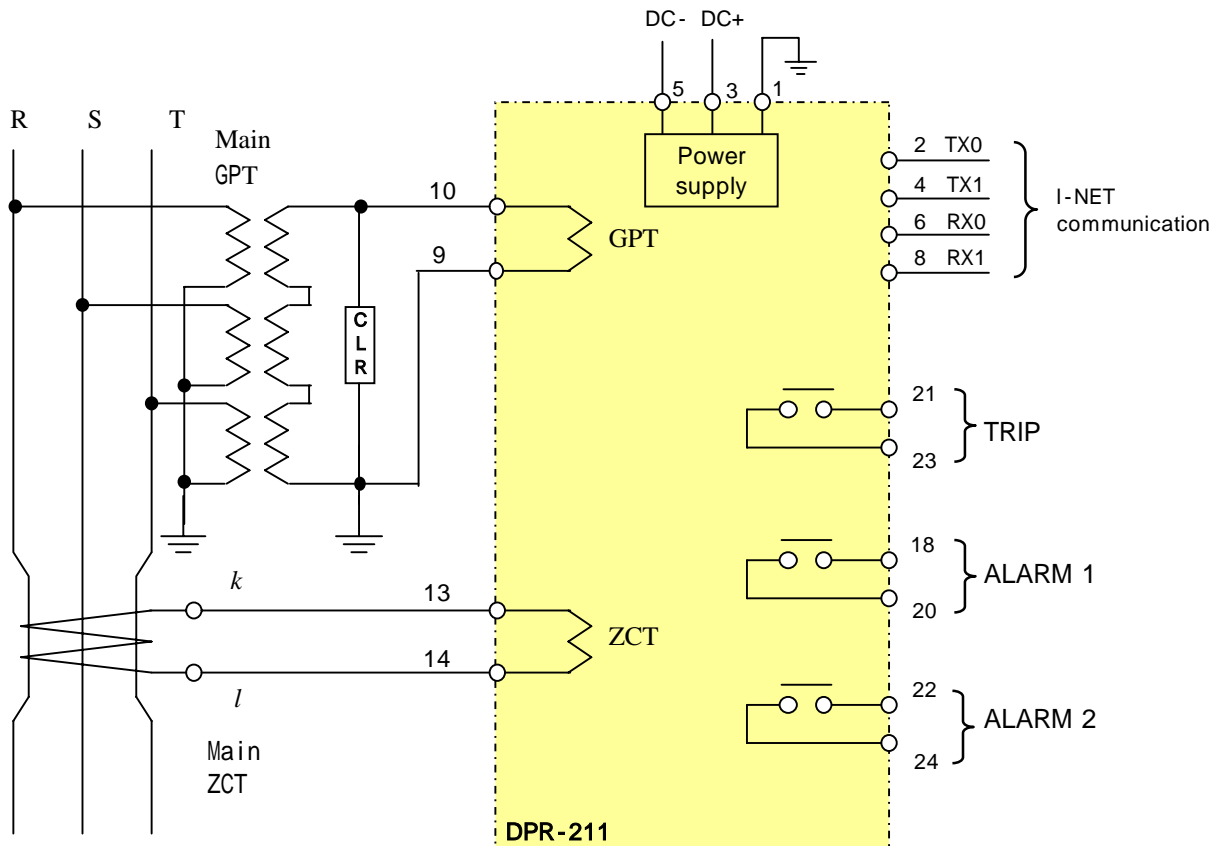 DC- DC+
5 3 1
R S T
Main
GPT
Power
supply
2 TX0
4 TX1
6 RX0
8 RX1
I-NET
communication
10
9
GPT
C
L
R
21
23
TRIP
18
20
ALARM 1
k
13
ZCT
14
l
22
24
ALARM 2
Main
ZCT
DPR-211